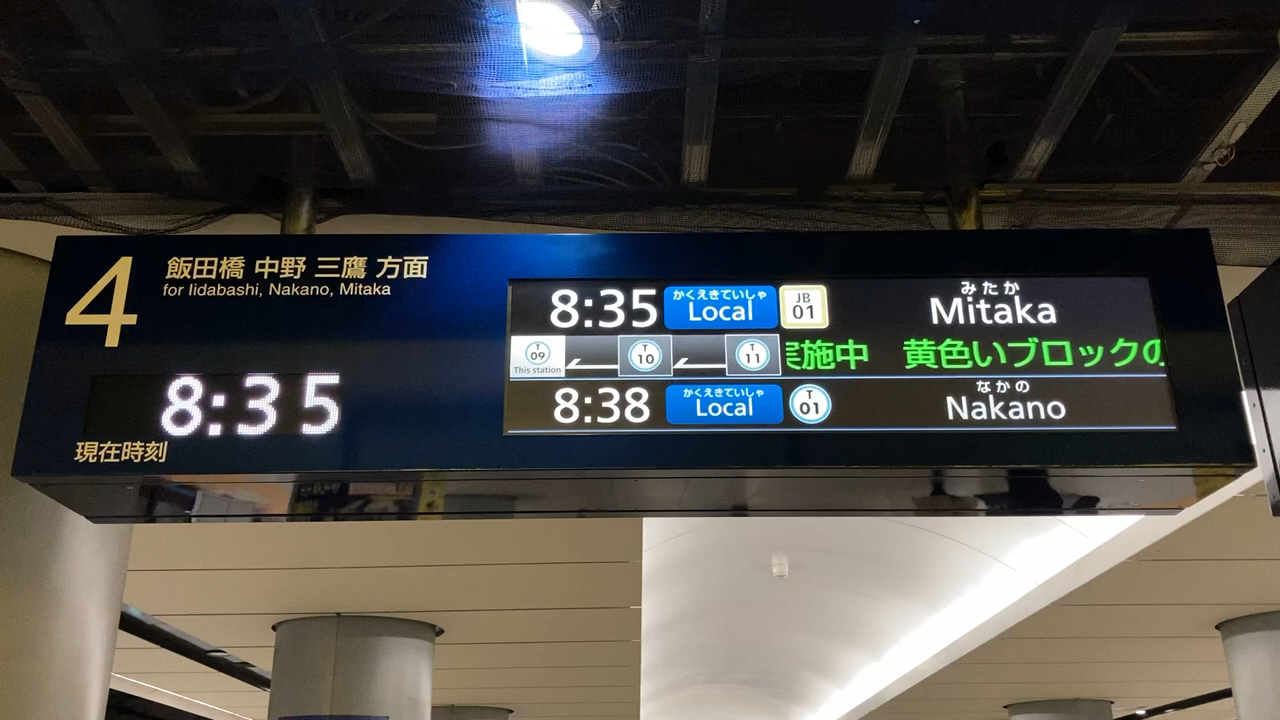 4
飯田橋 中野 三鷹 方面
for Iidabashi, Nakano, Mitaka
8:35
現在時刻
8:35 かくえきていしゃ Local JB 01 みたか Mitaka
T 09 This station T 10 T 11 実施中 黄色いブロックの
8:38 かくえきていしゃ Local T 01 なかの Nakano